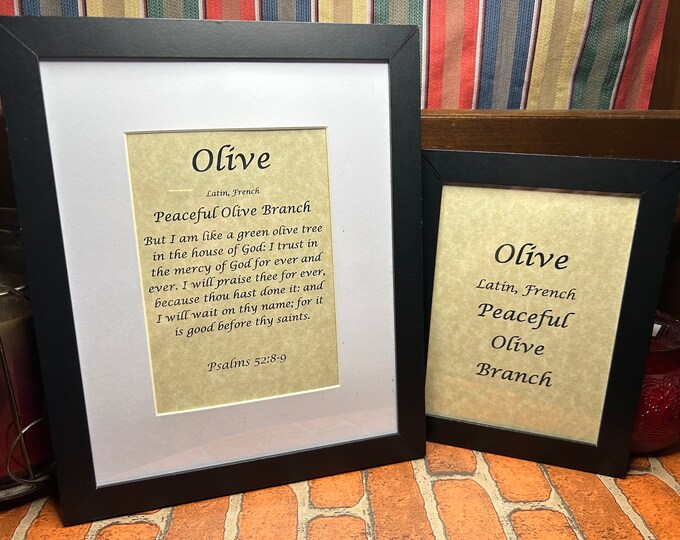 Olive
Latin, French
Peaceful Olive Branch
But I am like a green olive tree
in the house of God: I trust in
the mercy of God for ever and
ever. I will praise thee for ever,
because thou hast done it: and
I will wait on thy name; for it
is good before thy saints.
Psalms 52:8-9
Olive
Latin, French
Peaceful
Olive
Branch